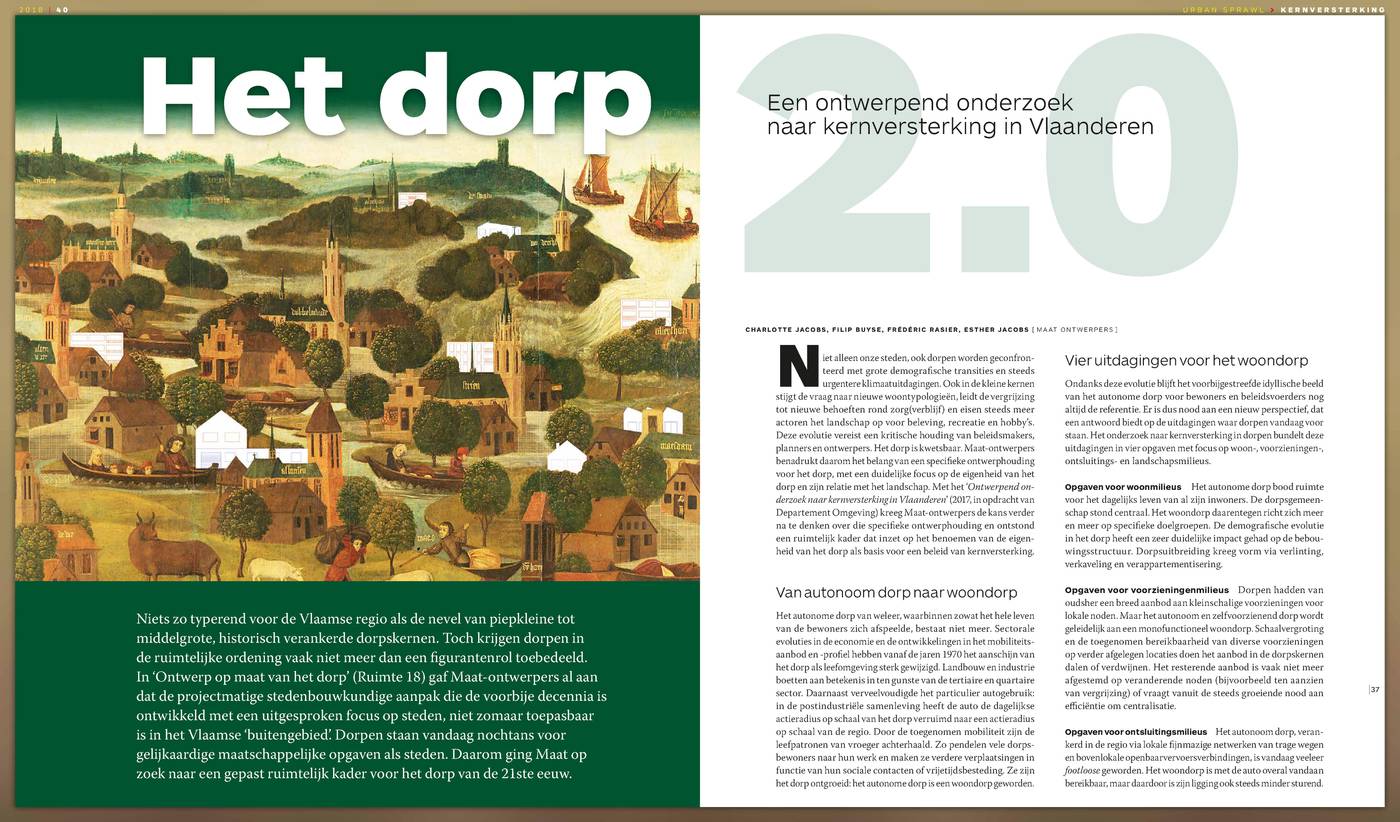 2018 | 40
URBAN SPRAWL > KERNVERSTERKING
Het dorp
2.0
Een ontwerpend onderzoek
naar kernversterking in Vlaanderen
Niets zo typerend voor de Vlaamse regio als de nevel van piepkleine tot
middelgrote, historisch verankerde dorpskernen. Toch krijgen dorpen in
de ruimtelijke ordening vaak niet meer dan een figurantenrol toebedeeld.
In ‘Ontwerp op maat van het dorp’ (Ruimte 18) gaf Maat-ontwerpers al aan
dat de projectmatige stedenbouwkundige aanpak die de voorbije decennia is
ontwikkeld met een uitgesproken focus op steden, niet zomaar toepasbaar
is in het Vlaamse ‘buitengebied’. Dorpen staan vandaag nochtans voor
gelijkaardige maatschappelijke opgaven als steden. Daarom ging Maat op
zoek naar een gepast ruimtelijk kader voor het dorp van de 21ste eeuw.
CHARLOTTE JACOBS, FILIP BUYSE, FRÉDÉRIC RASIER, ESTHER JACOBS [MAAT ONTWERPERS]
Niet alleen onze steden, ook dorpen worden geconfron-
teerd met grote demografische transities en steeds
urgentere klimaatuitdagingen. Ook in de kleine kernen
stijgt de vraag naar nieuwe woontypologieën, leidt de vergrijzing
tot nieuwe behoeften rond zorg(verblijf) en eisen steeds meer
actoren het landschap op voor beleving, recreatie en hobby’s.
Deze evolutie vereist een kritische houding van beleidsmakers,
planners en ontwerpers. Het dorp is kwetsbaar. Maat-ontwerpers
benadrukt daarom het belang van een specifieke ontwerphouding
voor het dorp, met een duidelijke focus op de eigenheid van het
dorp en zijn relatie met het landschap. Met het ‘Ontwerpend on-
derzoek naar kernversterking in Vlaanderen’ (2017, in opdracht van
Departement Omgeving) kreeg Maat-ontwerpers de kans verder
na te denken over die specifieke ontwerphouding en ontstond
een ruimtelijk kader dat inzet op het benoemen van de eigen-
heid van het dorp als basis voor een beleid van kernversterking.
Van autonoom dorp naar woondorp
Het autonome dorp van weleer, waarbinnen zowat het hele leven
van de bewoners zich afspeelde, bestaat niet meer. Sectorale
evoluties in de economie en de ontwikkelingen in het mobiliteits-
aanbod en -profiel hebben vanaf de jaren 1970 het aanschijn van
het dorp als leefomgeving sterk gewijzigd. Landbouw en industrie
boetten aan betekenis in ten gunste van de tertiaire en quartaire
sector. Daarnaast verveelvoudigde het particulier autogebruik:
in de postindustriële samenleving heeft de auto de dagelijkse
actieradius op schaal van het dorp verruimd naar een actieradius
op schaal van de regio. Door de toegenomen mobiliteit zijn de
leefpatronen van vroeger achterhaald. Zo pendelen vele dorps-
bewoners naar hun werk en maken ze verdere verplaatsingen in
functie van hun sociale contacten of vrijetijdsbesteding. Ze zijn
het dorp ontgroeid: het autonome dorp is een woondorp geworden.
Vier uitdagingen voor het woondorp
Ondanks deze evolutie blijft het voorbijgestreefde idyllische beeld
van het autonome dorp voor bewoners en beleidsvoerders nog
altijd de referentie. Er is dus nood aan een nieuw perspectief, dat
een antwoord biedt op de uitdagingen waar dorpen vandaag voor
staan. Het onderzoek naar kernversterking in dorpen bundelt deze
uitdagingen in vier opgaven met focus op woon-, voorzieningen-,
ontsluitings- en landschapsmilieus.
Opgaven voor woonmilieus Het autonome dorp bood ruimte
voor het dagelijks leven van al zijn inwoners. De dorpsgemeen-
schap stond centraal. Het woondorp daarentegen richt zich meer
en meer op specifieke doelgroepen. De demografische evolutie
in het dorp heeft een zeer duidelijke impact gehad op de bebou-
wingsstructuur. Dorpsuitbreiding kreeg vorm via verlinting,
verkaveling en verappartementisering.
Opgaven voor voorzieningenmilieus Dorpen hadden van
oudsher een breed aanbod aan kleinschalige voorzieningen voor
lokale noden. Maar het autonome en zelfvoorzienend dorp wordt
geleidelijk aan een monofunctioneel woondorp. Schaalvergroting
en de toegenomen bereikbaarheid van diverse voorzieningen
op verder afgelegen locaties doen het aanbod in de dorpskernen
dalen of verdwijnen. Het resterende aanbod is vaak niet meer
afgestemd op veranderende noden (bijvoorbeeld ten aanzien
van vergrijzing) of vraagt vanuit de steeds groeiende nood aan
efficiëntie om centralisatie.
Opgaven voor ontsluitingsmilieus Het autonoom dorp, veran-
kerd in de regio via lokale fijnmazige netwerken van trage wegen
en bovenlokale openbaarvervoersverbindingen, is vandaag veeleer
footloose geworden. Het woondorp is met de auto overal vandaan
bereikbaar, maar daardoor is zijn ligging ook steeds minder sturend.
|37